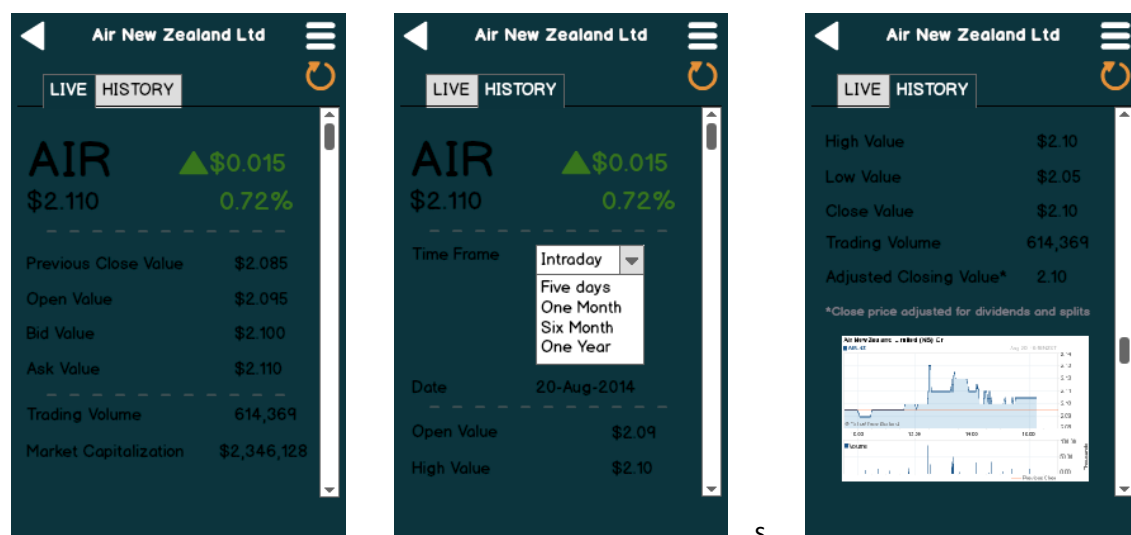 Air New Zealand Ltd
LIVE HISTORY
AIR
$0.015
$2.110 0.72%
Previous Close Value $2.085
Open Value $2.095
Bid Value $2.100
Ask Value $2.110
Trading Volume 614,369
Market Capitalization $2,346,128
Air New Zealand Ltd
LIVE HISTORY
AIR
$0.015
$2.110 0.72%
Time Frame Intraday
Five days
One Month
Six Month
One Year
Date 20-Aug-2014
Open Value $2.09
High Value $2.10
s
Air New Zealand Ltd
LIVE HISTORY
High Value $2.10
Low Value $2.05
Close Value $2.10
Trading Volume 614,369
Adjusted Closing Value* 2.10
*Close price adjusted for dividends and splits
Volume